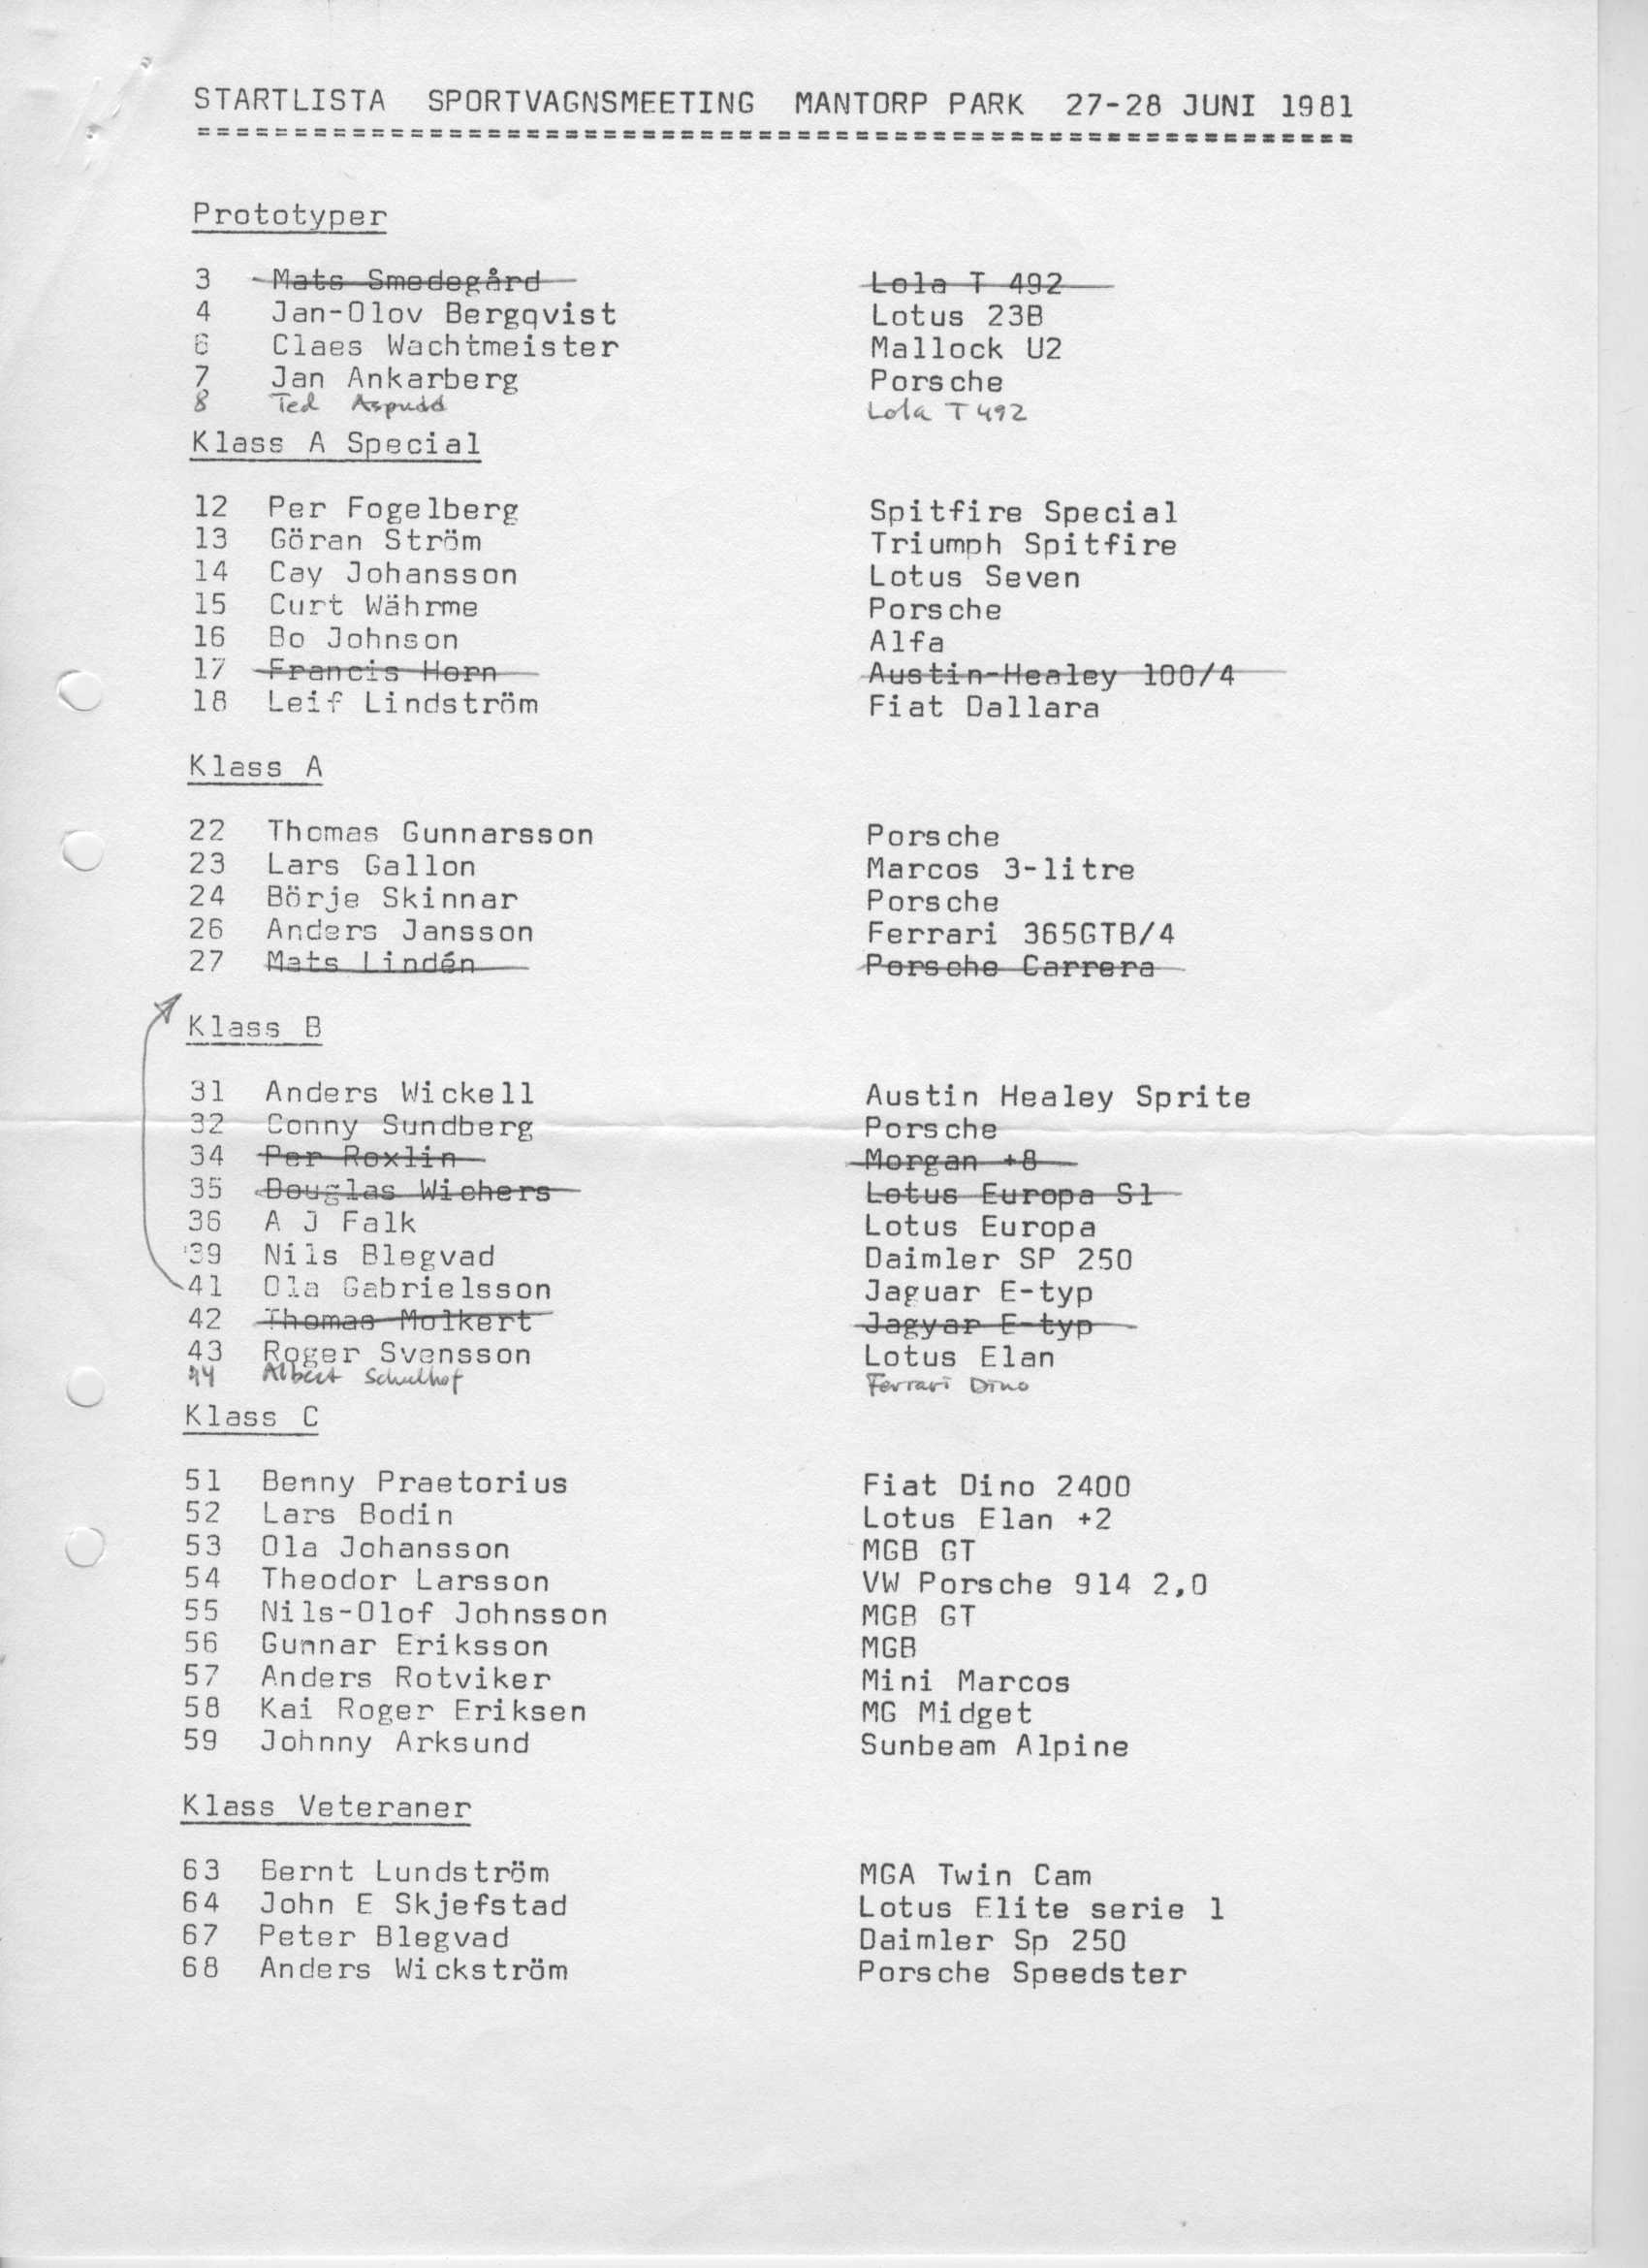 STARTLISTA SPORTVAGNSMEETING MANTORP PARK 27-28 JUNI 1981
============================================================
Prototyper
3 Mats Smedegård Lola T 492
4 Jan-Olov Bergqvist Lotus 23B
6 Claes Wachtmeister Mallock U2
7 Jan Ankarberg Porsche
8 Ted Lola T 492
Klass A Special
12 Per Fogelberg Spitfire Special
13 Göran Ström Triumph Spitfire
14 Cay Johansson Lotus Seven
15 Curt Währme Porsche
16 Bo Johnson Alfa
17 Francis Horn Austin-Healey 100/4
18 Leif Lindström Fiat Dallara
Klass A
22 Thomas Gunnarsson Porsche
23 Lars Gallon Marcos 3-litre
24 Börje Skinnar Porsche
26 Anders Jansson Ferrari 365GTB/4
27 Mats Lindén Porsche Carrera
Klass B
31 Anders Wickell Austin Healey Sprite
32 Conny Sundberg Porsche
34 Per Roxlin Morgan +8
35 Douglas Wichers Lotus Europa S1
36 A J Falk Lotus Europa
39 Nils Blegvad Daimler SP 250
41 Ola Gabrielsson Jaguar E-typ
42 Thomas Molkert Jagyar E-typ
43 Roger Svensson Lotus Elan
44 Albert Schulhof Ferrari Dino
Klass C
51 Benny Praetorius Fiat Dino 2400
52 Lars Bodin Lotus Elan +2
53 Ola Johansson MGB GT
54 Theodor Larsson VW Porsche 914 2,0
55 Nils-Olof Johnsson MGB GT
56 Gunnar Eriksson MGB
57 Anders Rotviker Mini Marcos
58 Kai Roger Eriksen MG Midget
59 Johnny Arksund Sunbeam Alpine
Klass Veteraner
63 Bernt Lundström MGA Twin Cam
64 John E Skjefstad Lotus Elite serie 1
67 Peter Blegvad Daimler Sp 250
68 Anders Wickström Porsche Speedster